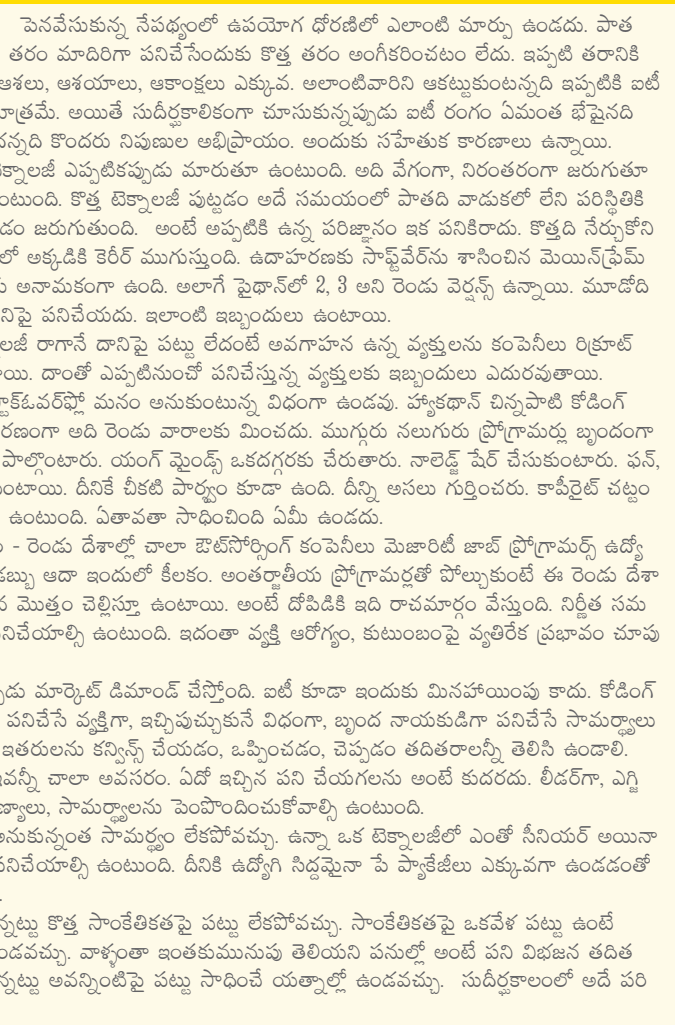 పెనవేసుకున్న నేపథ్యంలో ఉపయోగ ధోరణిలో ఎలాంటి మార్పు ఉండదు. పాత
తరం మాదిరిగా పనిచేసేందుకు కొత్త తరం అంగీకరించటం లేదు. ఇప్పటి తరానికి
ఆశలు, ఆశయాలు, ఆకాంక్షలు ఎక్కువ. అలాంటివారిని ఆకట్టుకుంటన్నది ఇప్పటికి ఐటీ
మాత్రమే. అయితే సుదీర్ఘకాలికంగా చూసుకున్నప్పుడు ఐటీ రంగం ఏమంత భేషైనది
దన్నది కొందరు నిపుణుల అభిప్రాయం. అందుకు సహేతుక కారణాలు ఉన్నాయి.
క్నాలజీ ఎప్పటికప్పుడు మారుతూ ఉంటుంది. అది వేగంగా, నిరంతరంగా జరుగుతూ
ంటుంది. కొత్త టెక్నాలజీ పుట్టడం అదే సమయంలో పాతది వాడుకలో లేని పరిస్థితికి
డం జరుగుతుంది. అంటే అప్పటికి ఉన్న పరిజ్ఞానం ఇక పనికిరాదు. కొత్తది నేర్చుకోని
లో అక్కడికి కెరీర్ ముగుస్తుంది. ఉదాహరణకు సాఫ్ట్‌వేర్‌ను శాసించిన మెయిన్‌ఫ్రేమ్
అనామకంగా ఉంది. అలాగే పైథాన్‌లో 2, 3 అని రెండు వెర్షన్స్ ఉన్నాయి. మూడోది
నిపై పనిచేయదు. ఇలాంటి ఇబ్బందులు ఉంటాయి.
లజీ రాగానే దానిపై పట్టు లేదంటే అవగాహన ఉన్న వ్యక్తులను కంపెనీలు రిక్రూట్
ాయి. దాంతో ఎప్పటినుంచో పనిచేస్తున్న వ్యక్తులకు ఇబ్బందులు ఎదురవుతాయి.
ాక్ఓవర్‌ఫ్లో మనం అనుకుంటున్న విధంగా ఉండవు. హ్యాకథాన్ చిన్నపాటి కోడింగ్
రణంగా అది రెండు వారాలకు మించదు. ముగ్గురు నలుగురు ప్రోగ్రామర్లు బృందంగా
పాల్గొంటారు. యంగ్ మైండ్స్ ఒకదగ్గరకు చేరుతారు. నాలెడ్జ్ షేర్ చేసుకుంటారు. ఫన్,
ంటాయి. దీనికే చీకటి పార్శ్వం కూడా ఉంది. దీన్ని అసలు గుర్తించరు. కాపీరైట్ చట్టం
ఉంటుంది. ఏతావతా సాధించింది ఏమీ ఉండదు.
- రెండు దేశాల్లో చాలా ఔట్‌సోర్సింగ్ కంపెనీలు మెజారిటీ జాబ్ ప్రోగ్రామర్స్ ఉద్యో
డబ్బు ఆదా ఇందులో కీలకం. అంతర్జాతీయ ప్రోగ్రామర్లతో పోల్చుకుంటే ఈ రెండు దేశా
న మొత్తం చెల్లిస్తూ ఉంటాయి. అంటే దోపిడికి ఇది రాచమార్గం వేస్తుంది. నిర్ణీత సమ
నిచేయాల్సి ఉంటుంది. ఇదంతా వ్యక్తి ఆరోగ్యం, కుటుంబంపై వ్యతిరేక ప్రభావం చూపు
డు మార్కెట్ డిమాండ్ చేస్తోంది. ఐటీ కూడా ఇందుకు మినహాయింపు కాదు. కోడింగ్
పనిచేసే వ్యక్తిగా, ఇచ్చిపుచ్చుకునే విధంగా, బృంద నాయకుడిగా పనిచేసే సామర్థ్యాలు
ఇతరులను కన్విన్స్ చేయడం, ఒప్పించడం, చెప్పడం తదితరాలన్నీ తెలిసి ఉండాలి.
వన్నీ చాలా అవసరం. ఏదో ఇచ్చిన పని చేయగలను అంటే కుదరదు. లీడర్‌గా, ఎగ్జి
ణ్యాలు, సామర్థ్యాలను పెంపొందించుకోవాల్సి ఉంటుంది.
అనుకున్నంత సామర్థ్యం లేకపోవచ్చు. ఉన్నా ఒక టెక్నాలజీలో ఎంతో సీనియర్ అయినా
పనిచేయాల్సి ఉంటుంది. దీనికి ఉద్యోగి సిద్దమైనా పే ప్యాకేజీలు ఎక్కువగా ఉండడంతో
.
న్నట్టు కొత్త సాంకేతికతపై పట్టు లేకపోవచ్చు. సాంకేతికతపై ఒకవేళ పట్టు ఉంటే
ండవచ్చు. వాళ్ళంతా ఇంతకుమునుపు తెలియని పనుల్లో అంటే పని విభజన తదిత
న్నట్టు అవన్నింటిపై పట్టు సాధించే యత్నాల్లో ఉండవచ్చు. సుదీర్ఘకాలంలో అదే పరి